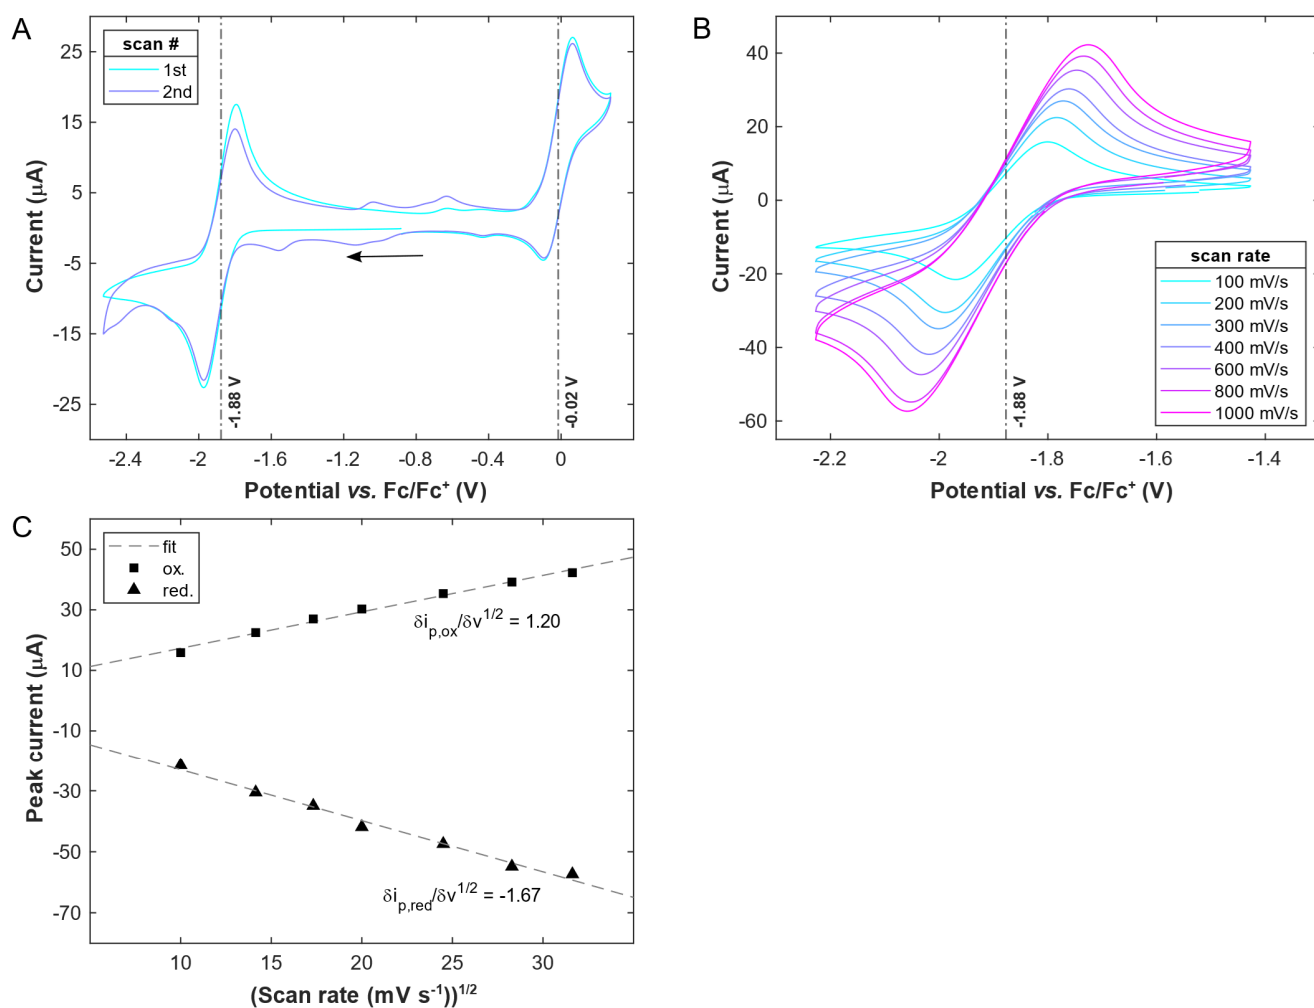 A
scan #
1st
2nd
25
15
5
-5
-15
-25
-2.4
-2
-1.6
-1.2
-0.8
-0.4
0
-1.88 V
-0.02 V
Current (µA)
Potential vs. Fc/Fc⁺ (V)
B
40
20
0
-20
-40
-60
-2.2
-2
-1.8
-1.6
-1.4
-1.88 V
scan rate
100 mV/s
200 mV/s
300 mV/s
400 mV/s
600 mV/s
800 mV/s
1000 mV/s
Current (µA)
Potential vs. Fc/Fc⁺ (V)
C
fit
ox.
red.
50
30
10
-10
-30
-50
-70
10
15
20
25
30
δi_p,ox/δv^1/2 = 1.20
δi_p,red/δv^1/2 = -1.67
Peak current (µA)
(Scan rate (mV s⁻¹))^1/2